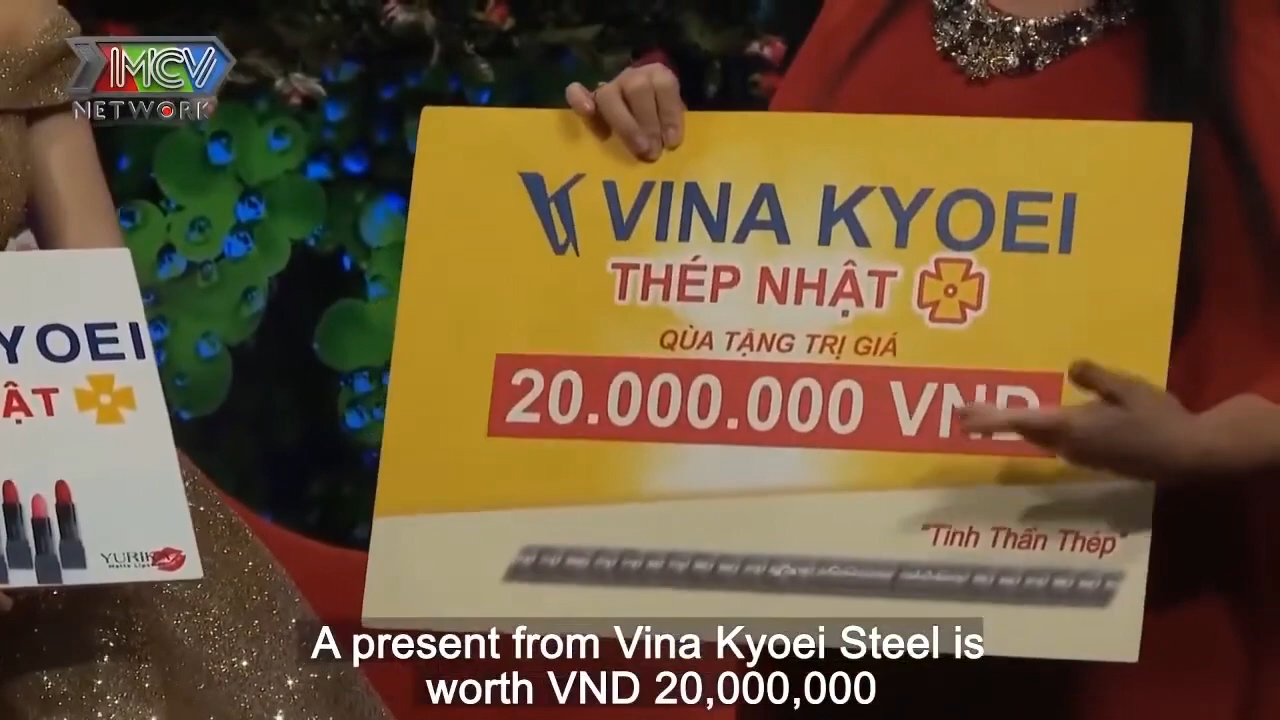 MCV
NETWORK
VINA KYOEI
THÉP NHẬT
QÙA TẶNG TRỊ GIÁ
20.000.000 VND
"Tinh Thần Thép"
YOEI
ẬT
YURIKA
A present from Vina Kyoei Steel is
worth VND 20,000,000